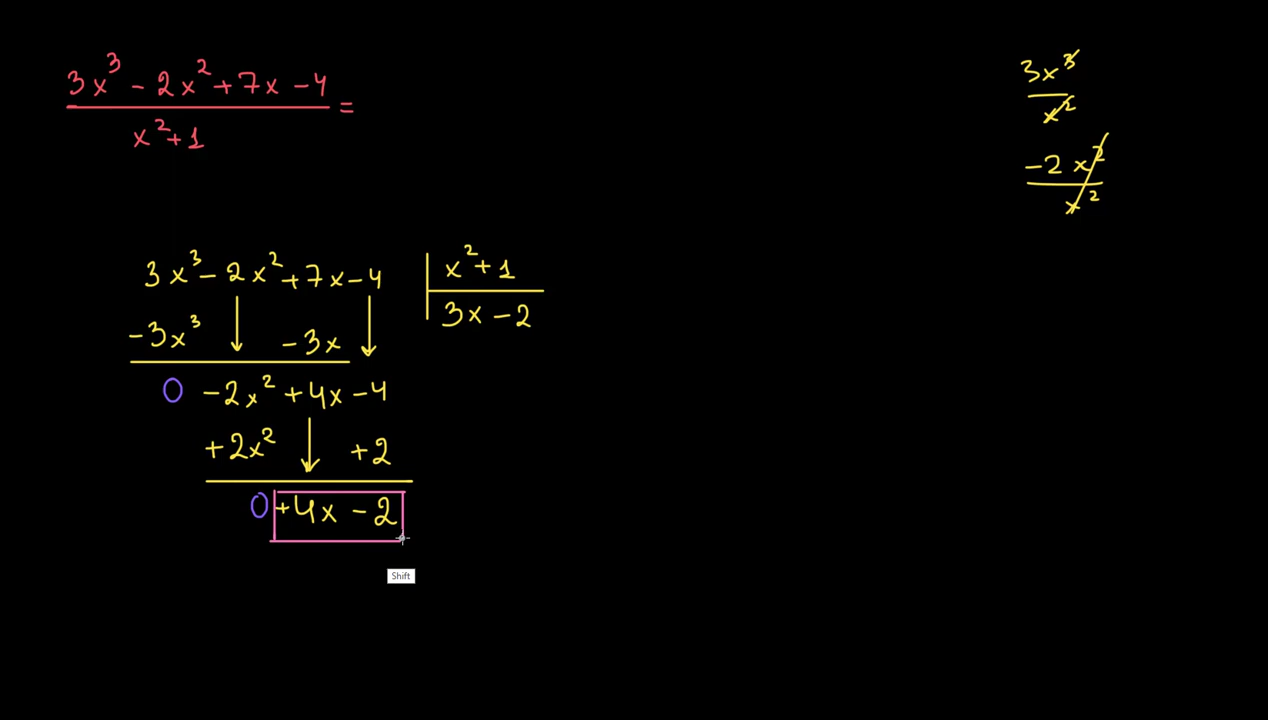 3x³ - 2x² + 7x - 4
x² + 1 =
3x³
x²
-2x²
x²
3x³ - 2x² + 7x - 4 x² + 1
-3x³ -3x 3x - 2
0 -2x² + 4x - 4
+2x² +2
0 +4x - 2
Shift